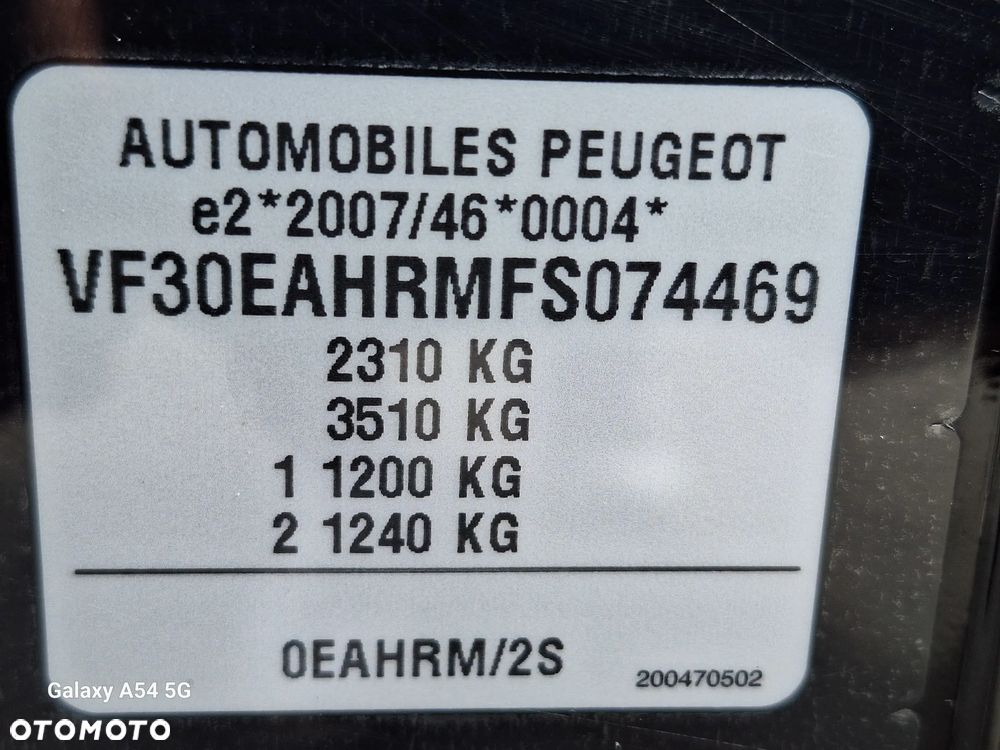 AUTOMOBILES PEUGEOT
e2*2007/46*0004*
VF30EAHRMFS074469
2310 KG
3510 KG
1 1200 KG
2 1240 KG
0EAHRM/2S
200470502
Galaxy A54 5G
OTOMOTO